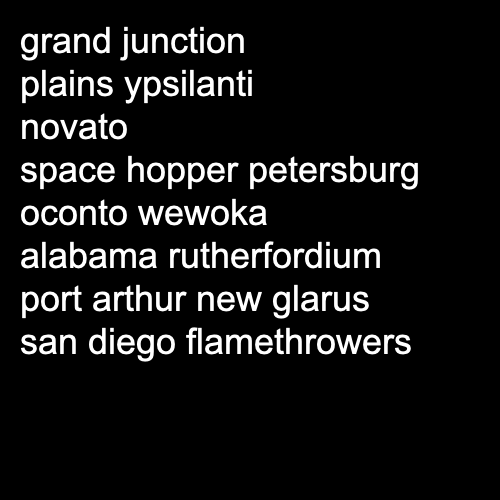 grand junction
plains ypsilanti
novato
space hopper petersburg
oconto wewoka
alabama rutherfordium
port arthur new glarus
san diego flamethrowers